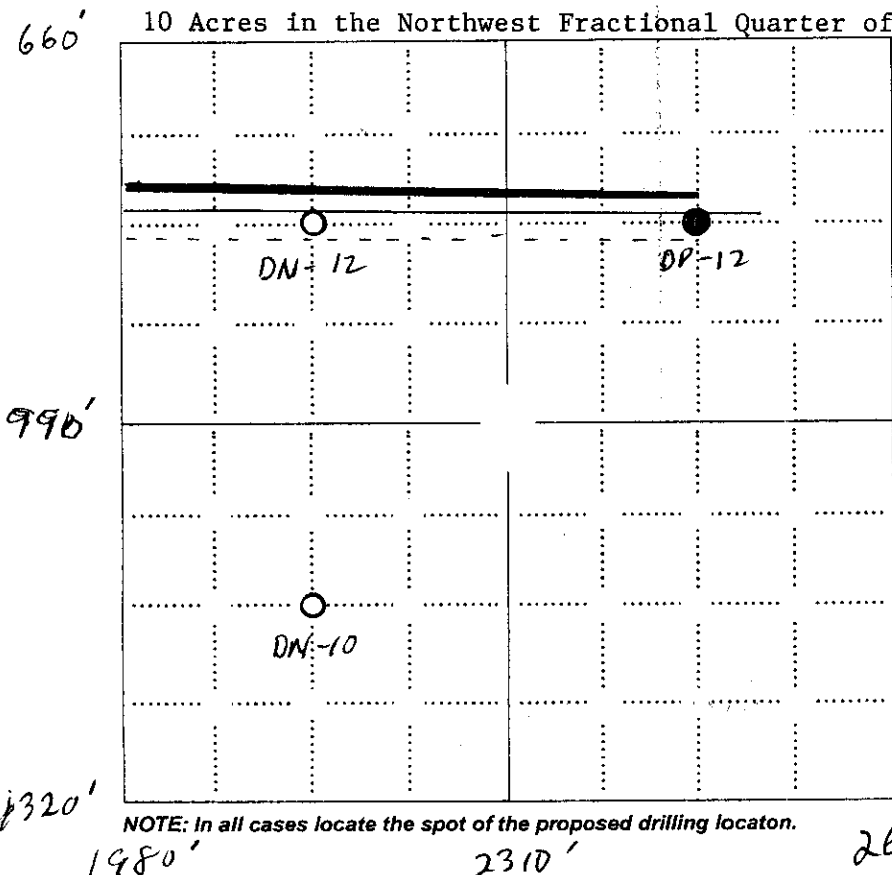 10 Acres in the Northwest Fractional Quarter of
660'
DN-12
DP-12
990'
DN-10
1320'
NOTE: In all cases locate the spot of the proposed drilling locaton.
1980'
2310'
26